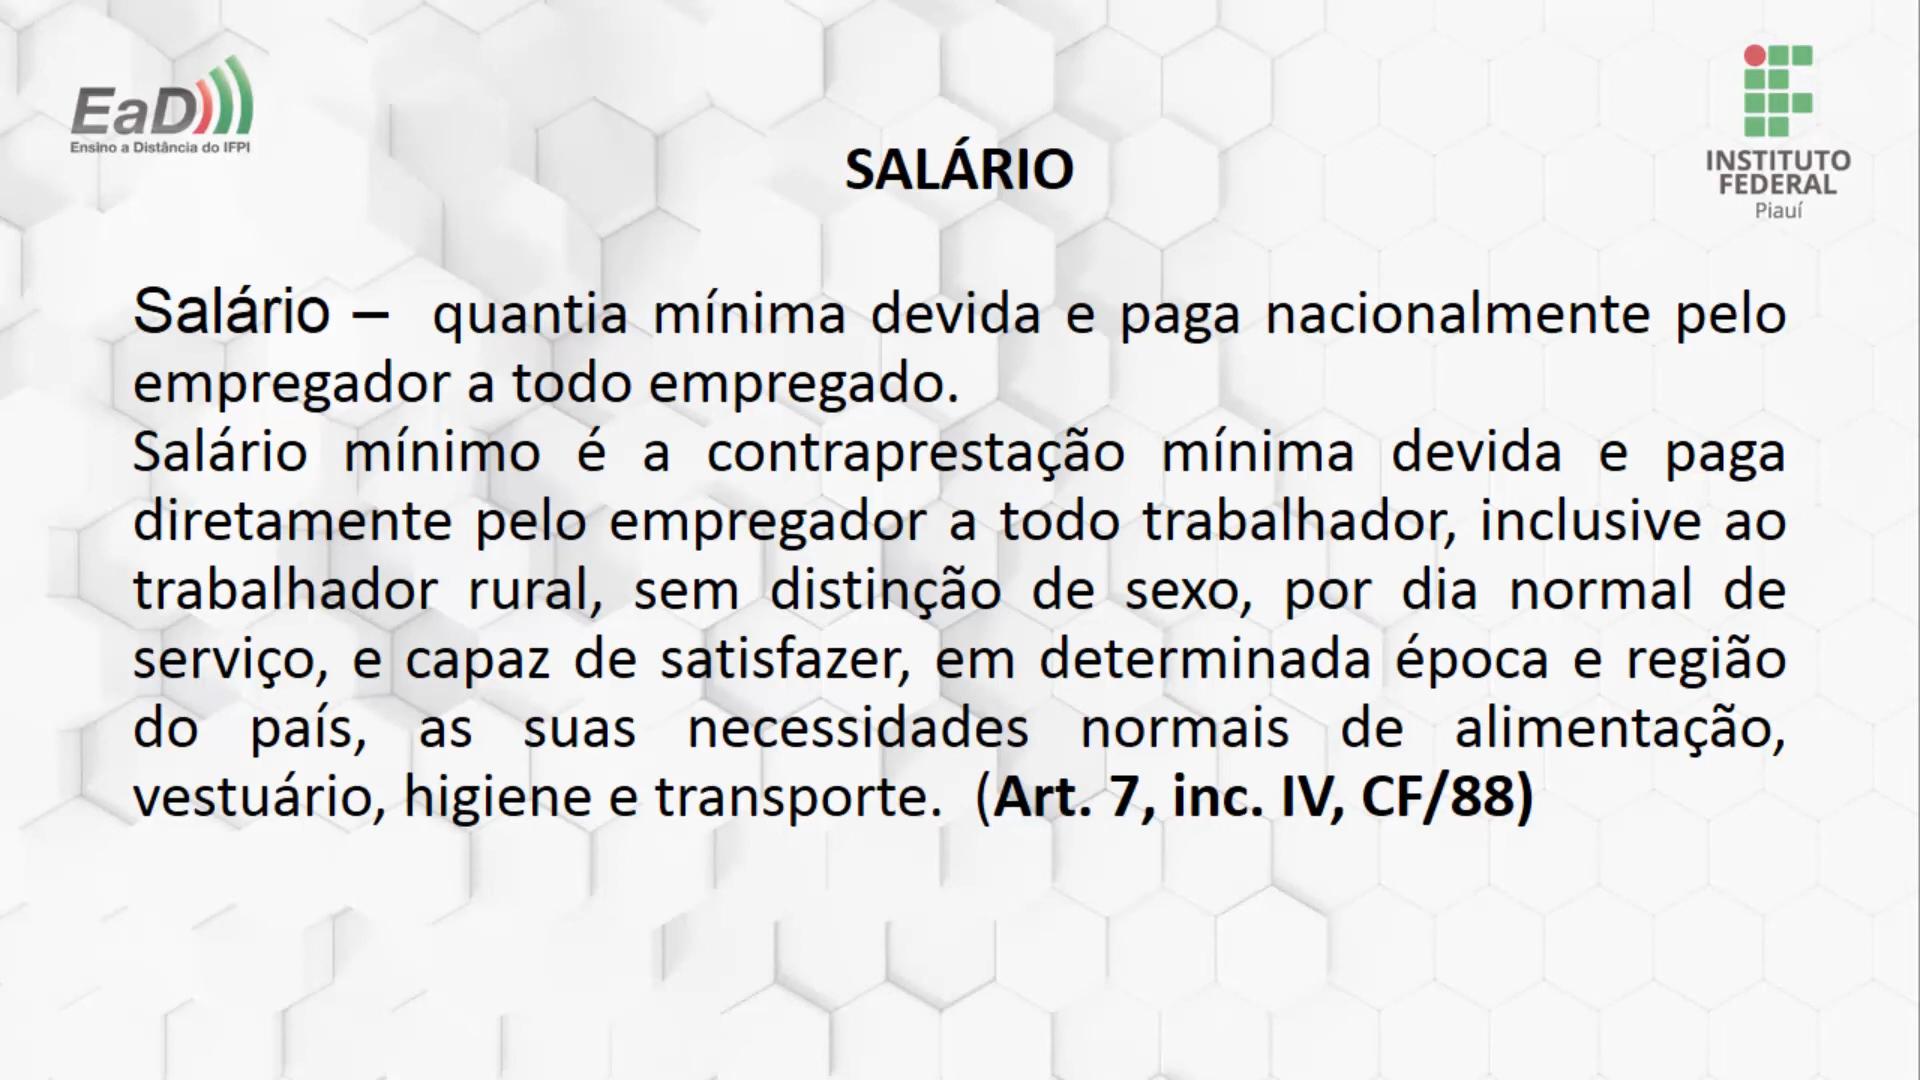 EaD
Ensino a Distância do IFPI
INSTITUTO
FEDERAL
Piauí
SALÁRIO
Salário – quantia mínima devida e paga nacionalmente pelo
empregador a todo empregado.
Salário mínimo é a contraprestação mínima devida e paga
diretamente pelo empregador a todo trabalhador, inclusive ao
trabalhador rural, sem distinção de sexo, por dia normal de
serviço, e capaz de satisfazer, em determinada época e região
do país, as suas necessidades normais de alimentação,
vestuário, higiene e transporte. (Art. 7, inc. IV, CF/88)